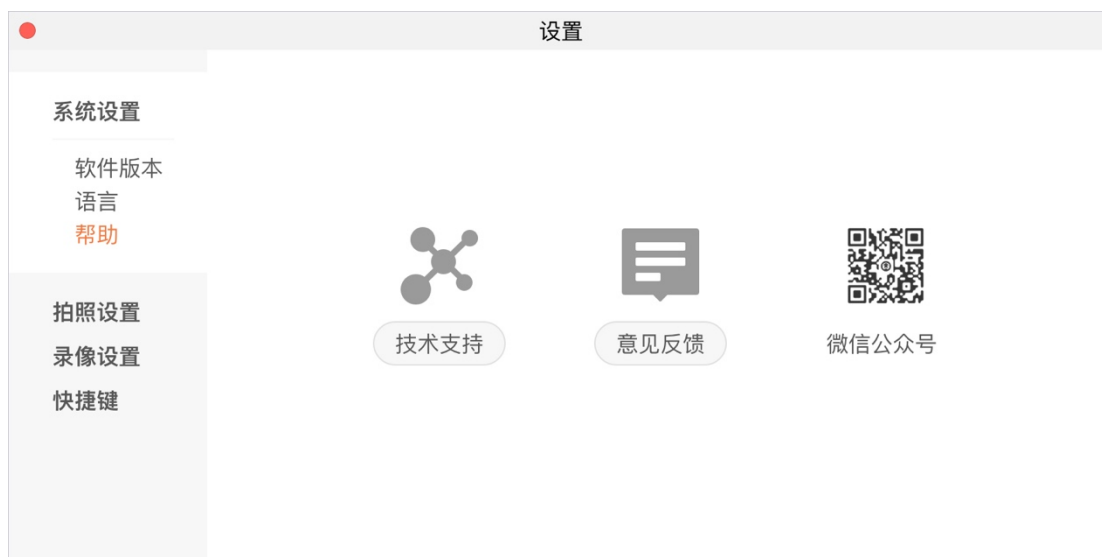 设置
系统设置
软件版本
语言
帮助
拍照设置
录像设置
快捷键
技术支持
意见反馈
微信公众号